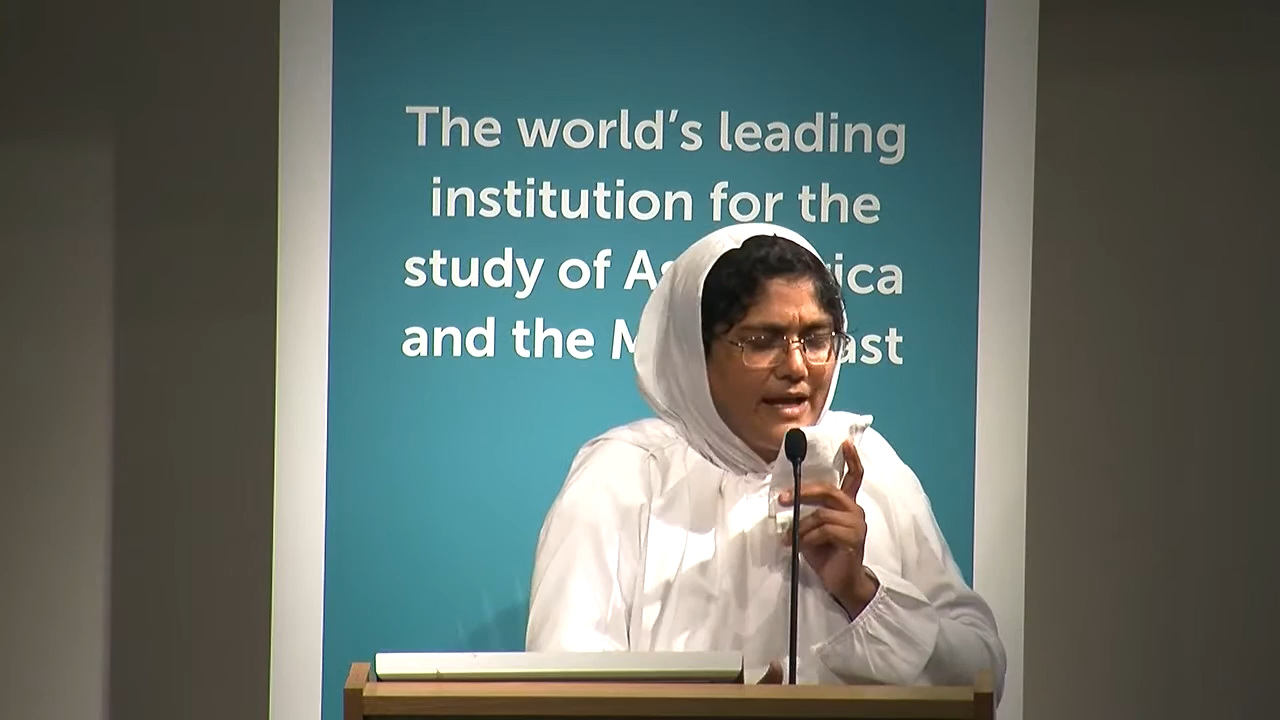 The world's leading
institution for the
study of
and the